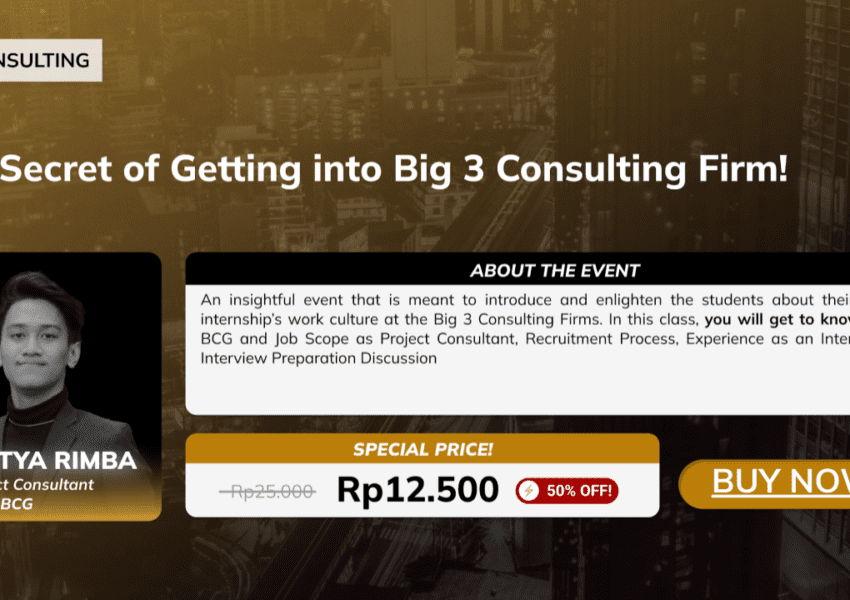 NSULTING
Secret of Getting into Big 3 Consulting Firm!
ABOUT THE EVENT
An insightful event that is meant to introduce and enlighten the students about thei
internship's work culture at the Big 3 Consulting Firms. In this class, you will get to know
BCG and Job Scope as Project Consultant, Recruitment Process, Experience as an Inter
Interview Preparation Discussion
TYA RIMBA
ct Consultant
BCG
SPECIAL PRICE!
Rp25.000 Rp12.500 50% OFF!
BUY NOW